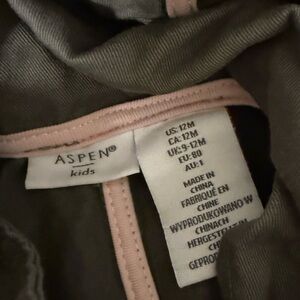 ASPEN®
kids
US:12M
CA:12M
UK:9-12M
EU:80
AU:1
MADE IN
CHINA
FABRIQUÉ EN
CHINE
WYPRODUKOWANO W
CHINACH
HERGESTELLT
CHINA